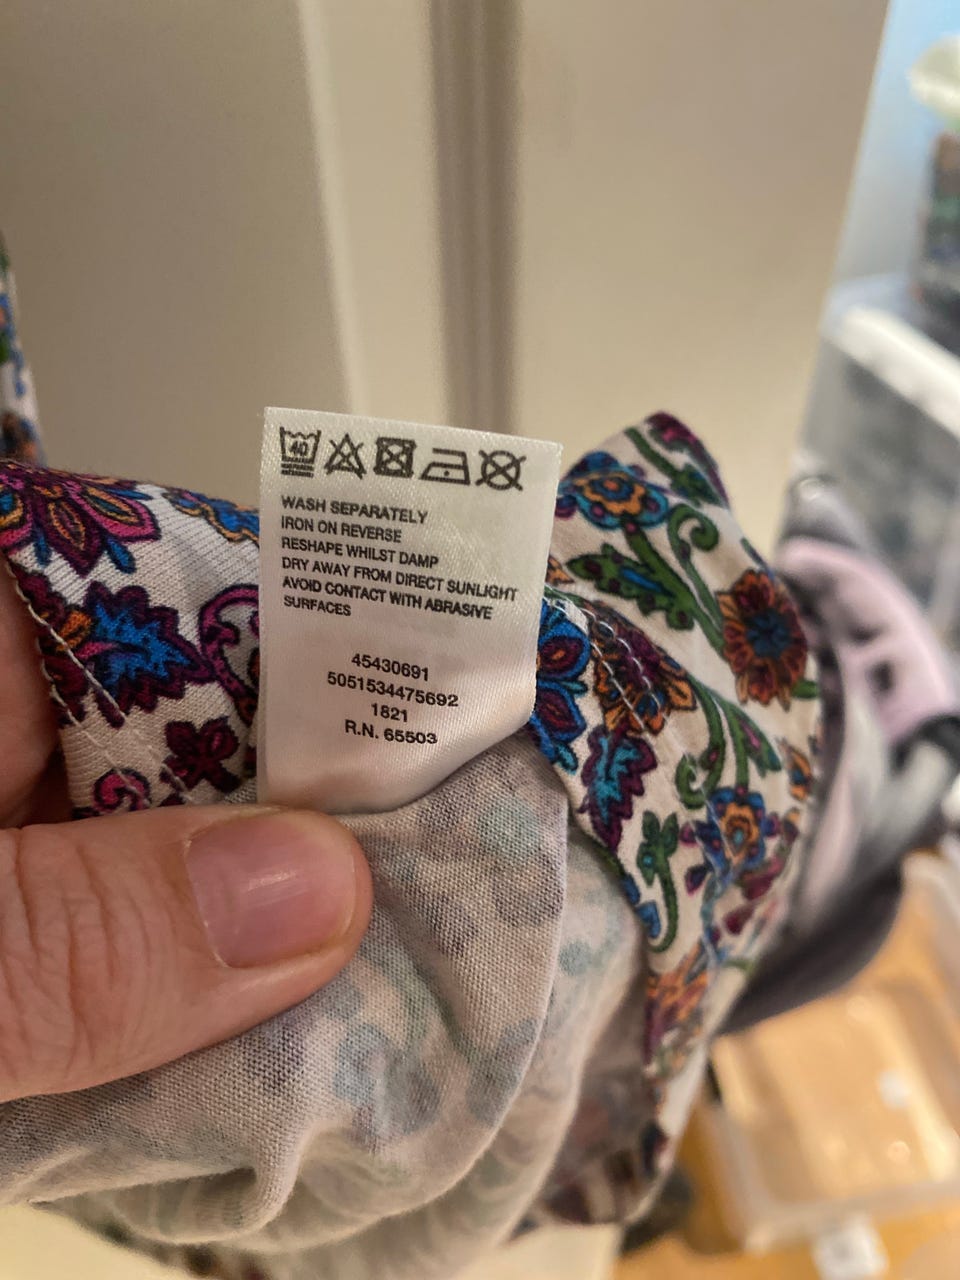 40
WASH SEPARATELY
IRON ON REVERSE
RESHAPE WHILST DAMP
DRY AWAY FROM DIRECT SUNLIGHT
AVOID CONTACT WITH ABRASIVE
SURFACES
45430691
5051534475692
1821
R.N. 65503